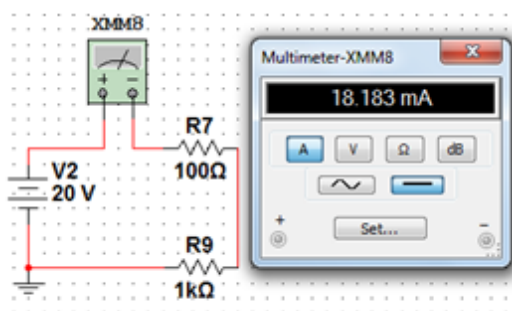 XMM8
+ −
R7
100Ω
V2
20 V
R9
1kΩ
Multimeter-XMM8
18.183 mA
A V Ω dB
+ −
Set...